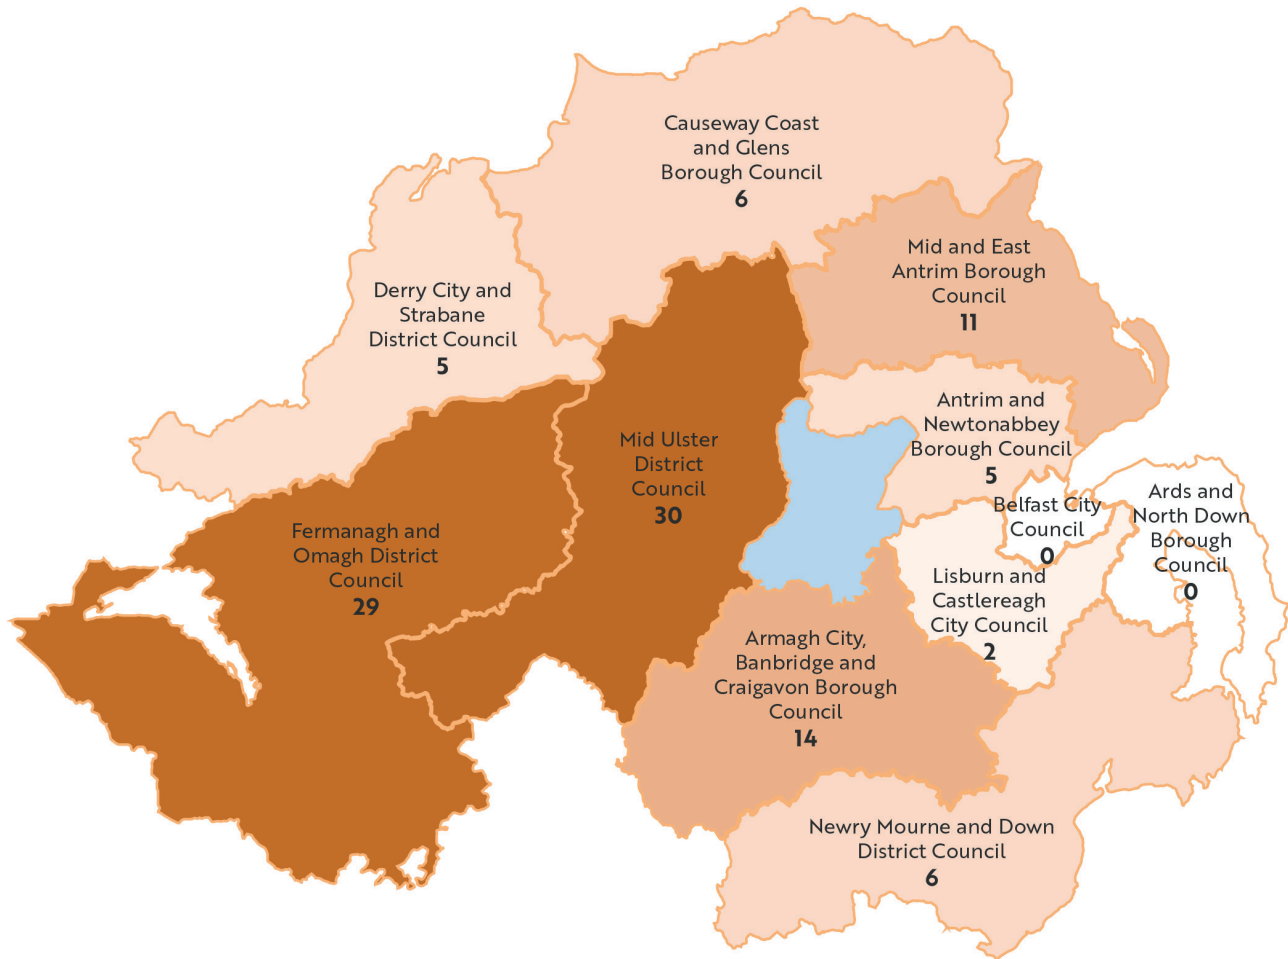 Causeway Coast
and Glens
Borough Council
6
Mid and East
Antrim Borough
Council
11
Derry City and
Strabane
District Council
5
Antrim and
Newtonabbey
Borough Council
5
Mid Ulster
District
Council
30
Ards and
North Down
Borough
Council
0
Belfast City
Council
0
Fermanagh and
Omagh District
Council
29
Lisburn and
Castlereagh
City Council
2
Armagh City,
Banbridge and
Craigavon Borough
Council
14
Newry Mourne and Down
District Council
6